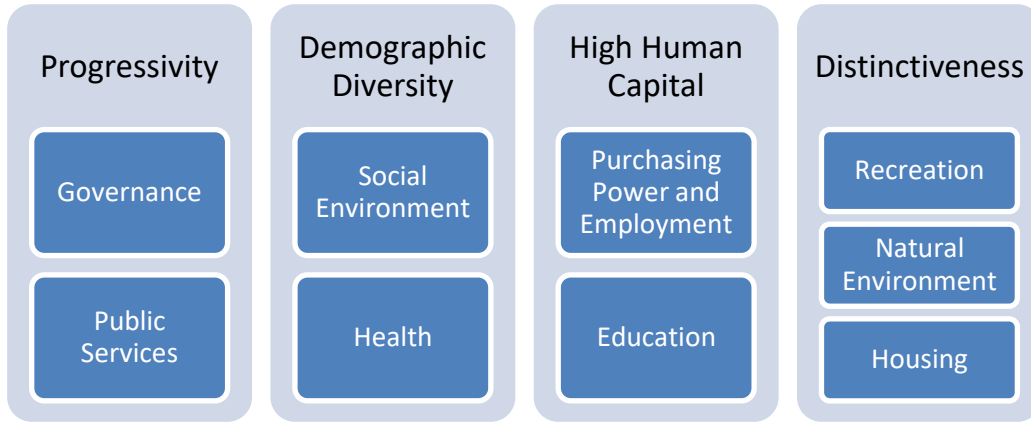 Progressivity
Governance
Public
Services
Demographic
Diversity
Social
Environment
Health
High Human
Capital
Purchasing
Power and
Employment
Education
Distinctiveness
Recreation
Natural
Environment
Housing